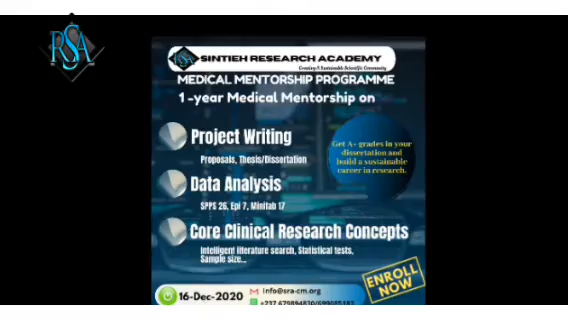 RSA
SINTIEH RESEARCH ACADEMY
Creating A Sustainable Scientific Community
MEDICAL MENTORSHIP PROGRAMME
1-year Medical Mentorship on
Project Writing
Proposals, Thesis/Dissertation
Get A+ grades in your
dissertation and
build a sustainable
career in research.
Data Analysis
SPPS 26, Epi 7, Minitab 17
Core Clinical Research Concepts
Intelligent literature search, Statistical tests,
Sample size...
ENROLL
NOW
16-Dec-2020
info@sra-cm.org